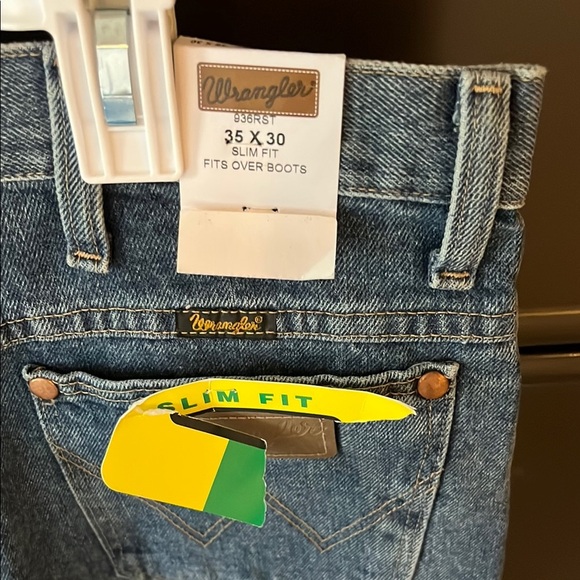 Wrangler
936RST
35 X 30
SLIM FIT
FITS OVER BOOTS
Wrangler®
SLIM FIT